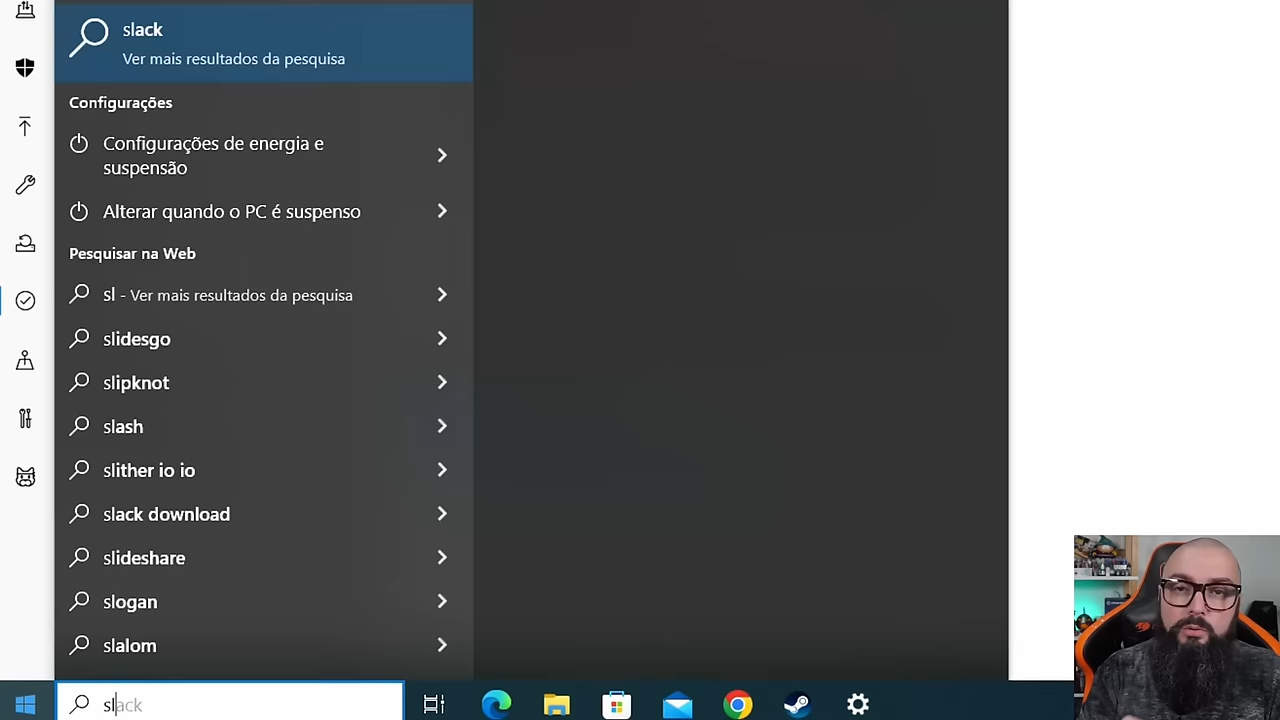 slack
Ver mais resultados da pesquisa
Configurações
Configurações de energia e
suspensão
Alterar quando o PC é suspenso
Pesquisar na Web
sl - Ver mais resultados da pesquisa
slidesgo
slipknot
slash
slither io io
slack download
slideshare
slogan
slalom
slack